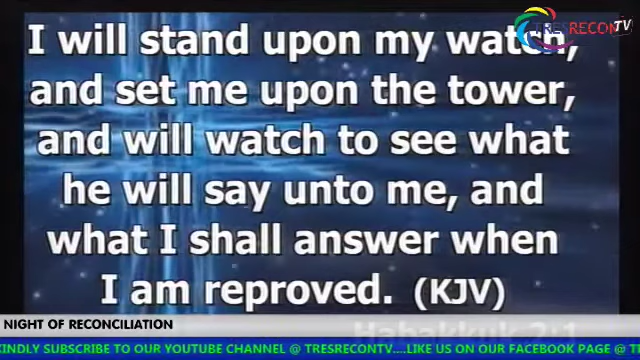 TRESRECON TV
I will stand upon my watch,
and set me upon the tower,
and will watch to see what
he will say unto me, and
what I shall answer when
I am reproved. (KJV)
Habakkuk 2:1
NIGHT OF RECONCILIATION
KINDLY SUBSCRIBE TO OUR YOUTUBE CHANNEL @ TRESRECONTV....LIKE US ON OUR FACEBOOK PAGE @ T